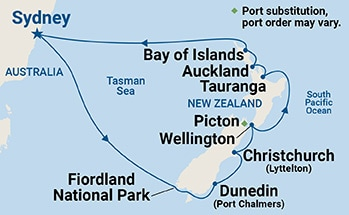 Sydney
Port substitution,
port order may vary.
Bay of Islands
Auckland
Tauranga
AUSTRALIA
Tasman
Sea
NEW ZEALAND
South
Pacific
Ocean
Picton
Wellington
Christchurch
(Lyttelton)
Fiordland
National Park
Dunedin
(Port Chalmers)